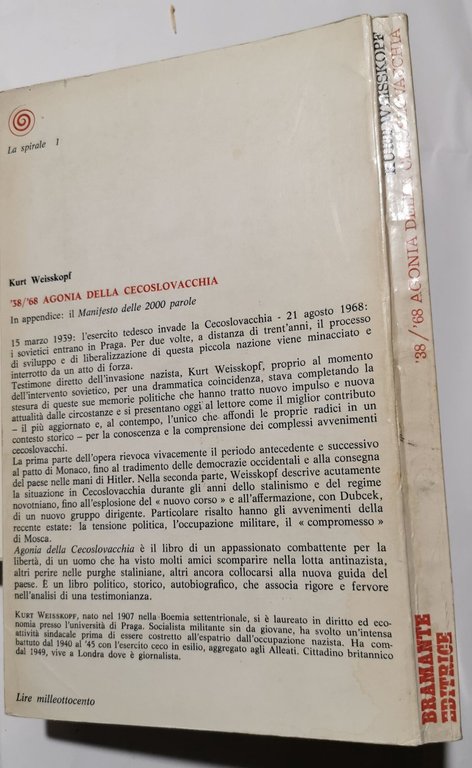 La spirale 1
Kurt Weisskopf
'38/'68 AGONIA DELLA CECOSLOVACCHIA
In appendice: il Manifesto delle 2000 parole
15 marzo 1939: l'esercito tedesco invade la Cecoslovacchia - 21 agosto 1968:
i sovietici entrano in Praga. Per due volte, a distanza di trent'anni, il processo
di sviluppo e di liberalizzazione di questa piccola nazione viene minacciato e
interrotto da un atto di forza.
Testimone diretto dell'invasione nazista, Kurt Weisskopf, proprio al momento
dell'intervento sovietico, per una drammatica coincidenza, stava completando la
stesura di queste sue memorie politiche che hanno tratto nuovo impulso e nuova
attualità dalle circostanze e si presentano oggi al lettore come il miglior contributo
- il più aggiornato e, al contempo, l'unico che affondi le proprie radici in un
contesto storico - per la conoscenza e la comprensione dei complessi avvenimenti
cecoslovacchi.
La prima parte dell'opera rievoca vivacemente il periodo antecedente e successivo
al patto di Monaco, fino al tradimento delle democrazie occidentali e alla consegna
del paese nelle mani di Hitler. Nella seconda parte, Weisskopf descrive acutamente
la situazione in Cecoslovacchia durante gli anni dello stalinismo e del regime
novotniano, fino all'esplosione del « nuovo corso » e all'affermazione, con Dubcek,
di un nuovo gruppo dirigente. Particolare risalto hanno gli avvenimenti della
recente estate: la tensione politica, l'occupazione militare, il « compromesso »
di Mosca.
Agonia della Cecoslovacchia è il libro di un appassionato combattente per la
libertà, di un uomo che ha visto molti amici scomparire nella lotta antinazista,
altri perire nelle purghe staliniane, altri ancora collocarsi alla nuova guida del
paese. È un libro politico, storico, autobiografico, che associa rigore e fervore
nell'analisi di una testimonianza.
KURT WEISSKOPF, nato nel 1907 nella Boemia settentrionale, si è laureato in diritto ed eco-
nomia presso l'università di Praga. Socialista militante sin da giovane, ha svolto un'intensa
attività sindacale prima di essere costretto all'espatrio dall'occupazione nazista. Ha com-
battuto dal 1940 al '45 con l'esercito ceco in esilio, aggregato agli Alleati. Cittadino britannico
dal 1949, vive a Londra dove è giornalista.
Lire milleottocento
KURT WEISSKOPF
'38/'68 AGONIA DELLA CECOSLOVACCHIA
BRAMANTE
EDITRICE